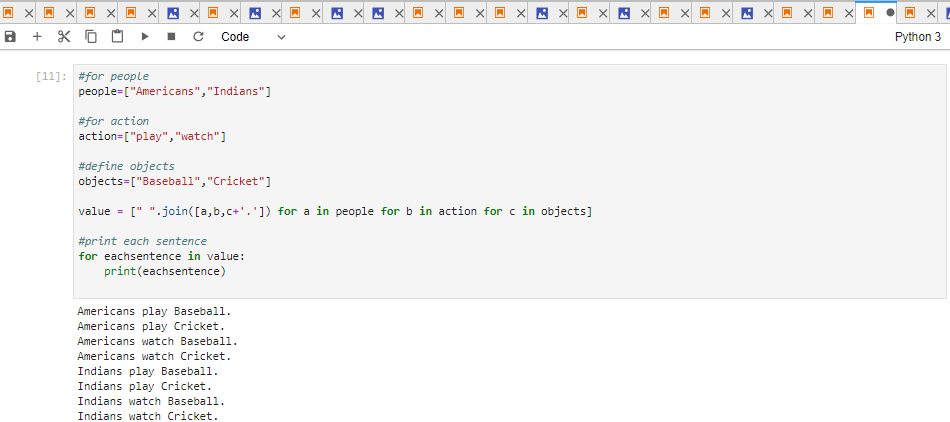 Code
Python 3
[11]:
#for people
people=["Americans","Indians"]
#for action
action=["play","watch"]
#define objects
objects=["Baseball","Cricket"]
value = [" ".join([a,b,c+'.']) for a in people for b in action for c in objects]
#print each sentence
for eachsentence in value:
    print(eachsentence)
Americans play Baseball.
Americans play Cricket.
Americans watch Baseball.
Americans watch Cricket.
Indians play Baseball.
Indians play Cricket.
Indians watch Baseball.
Indians watch Cricket.